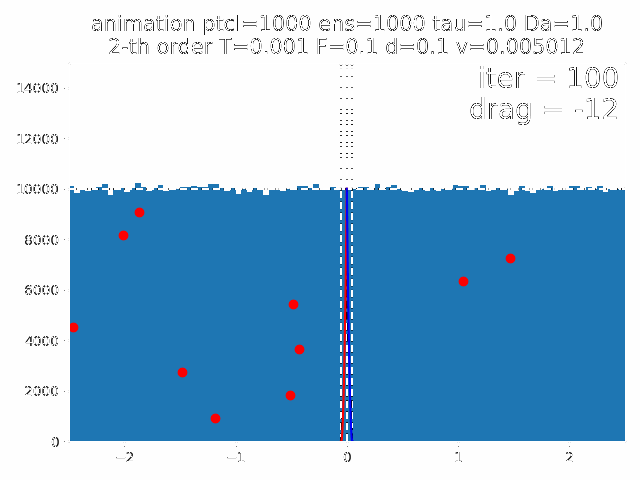 animation ptcl=1000 ens=1000 tau=1.0 Da=1.0
2-th order T=0.001 F=0.1 d=0.1 v=0.005012
iter = 100
drag = -12
14000
12000
10000
8000
6000
4000
2000
0
−2 −1 0 1 2